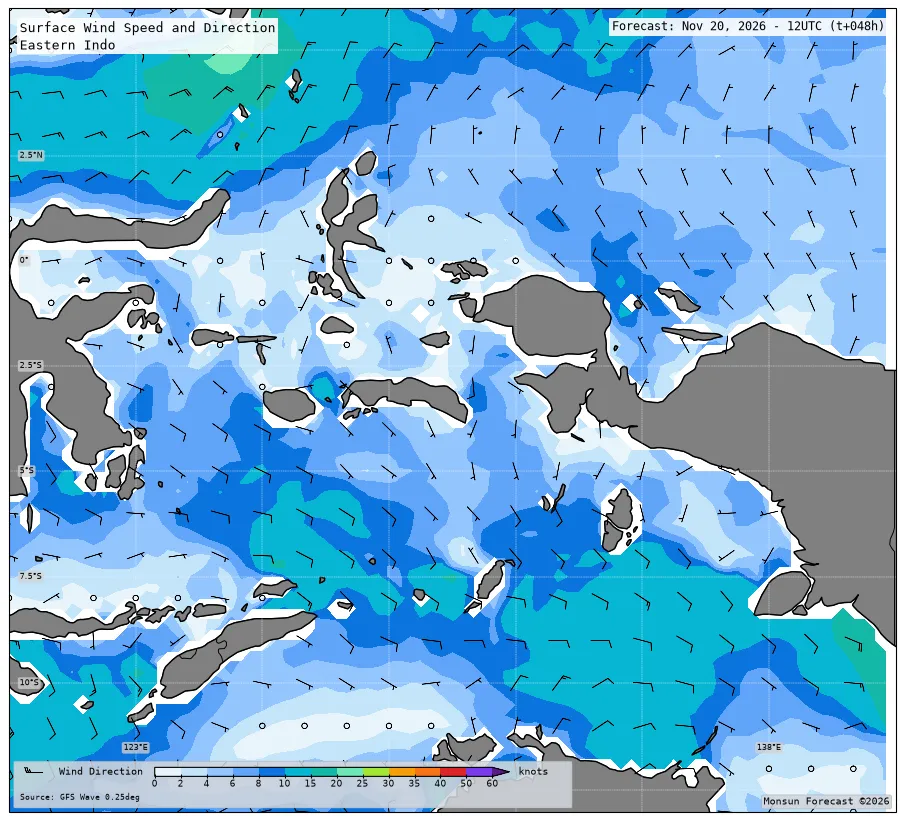 Surface Wind Speed and Direction
Eastern Indo
Forecast: Nov 20, 2026 - 12UTC (t+048h)
2.5°N
0°
2.5°S
5°S
7.5°S
10°S
123°E
138°E
Wind Direction
knots
0 2 4 6 8 10 15 20 25 30 35 40 50 60
Source: GFS Wave 0.25deg
Monsun Forecast ©2026